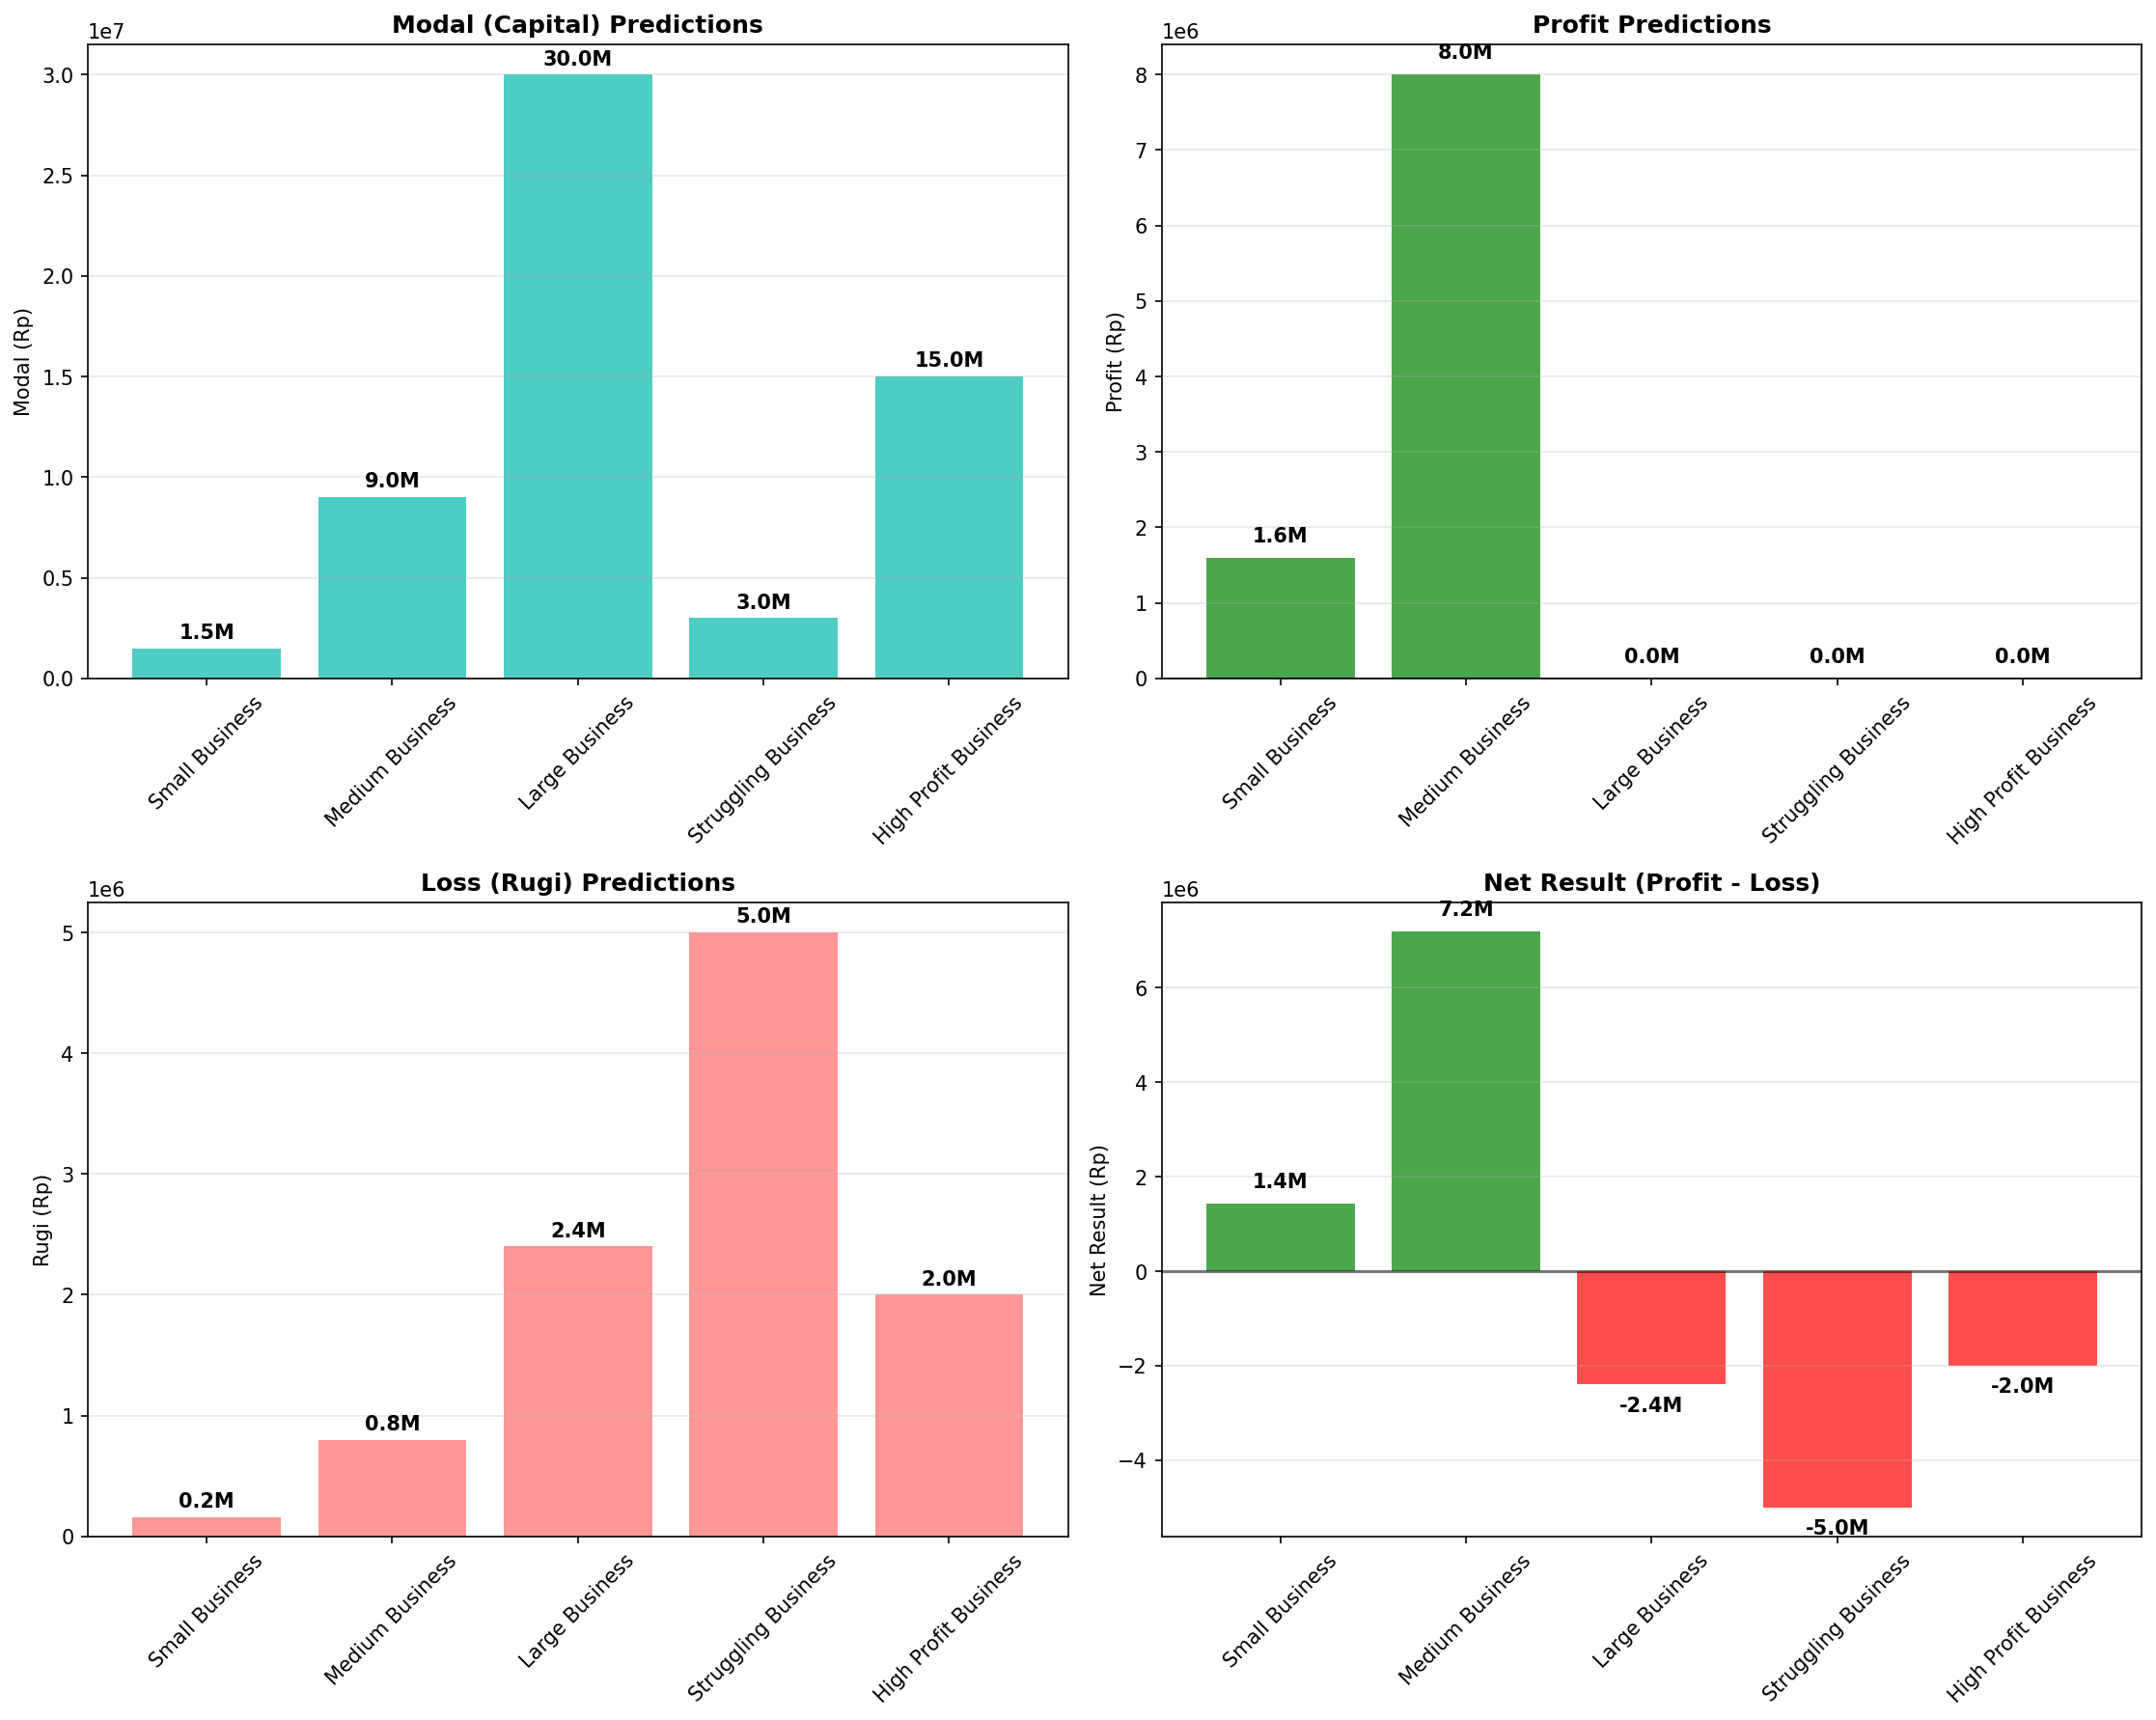 Modal (Capital) Predictions
1e7
Modal (Rp)
3.0
2.5
2.0
1.5
1.0
0.5
0.0
1.5M
9.0M
30.0M
3.0M
15.0M
Small Business
Medium Business
Large Business
Struggling Business
High Profit Business
Profit Predictions
1e6
Profit (Rp)
8
7
6
5
4
3
2
1
0
1.6M
8.0M
0.0M
0.0M
0.0M
Small Business
Medium Business
Large Business
Struggling Business
High Profit Business
Loss (Rugi) Predictions
1e6
Rugi (Rp)
5
4
3
2
1
0
0.2M
0.8M
2.4M
5.0M
2.0M
Small Business
Medium Business
Large Business
Struggling Business
High Profit Business
Net Result (Profit - Loss)
1e6
Net Result (Rp)
6
4
2
0
−2
−4
1.4M
7.2M
-2.4M
-5.0M
-2.0M
Small Business
Medium Business
Large Business
Struggling Business
High Profit Business